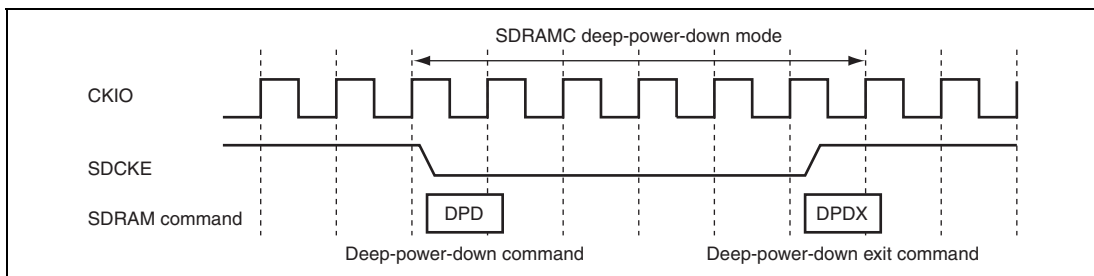 SDRAMC deep-power-down mode
CKIO
SDCKE
SDRAM command
DPD
DPDX
Deep-power-down command
Deep-power-down exit command